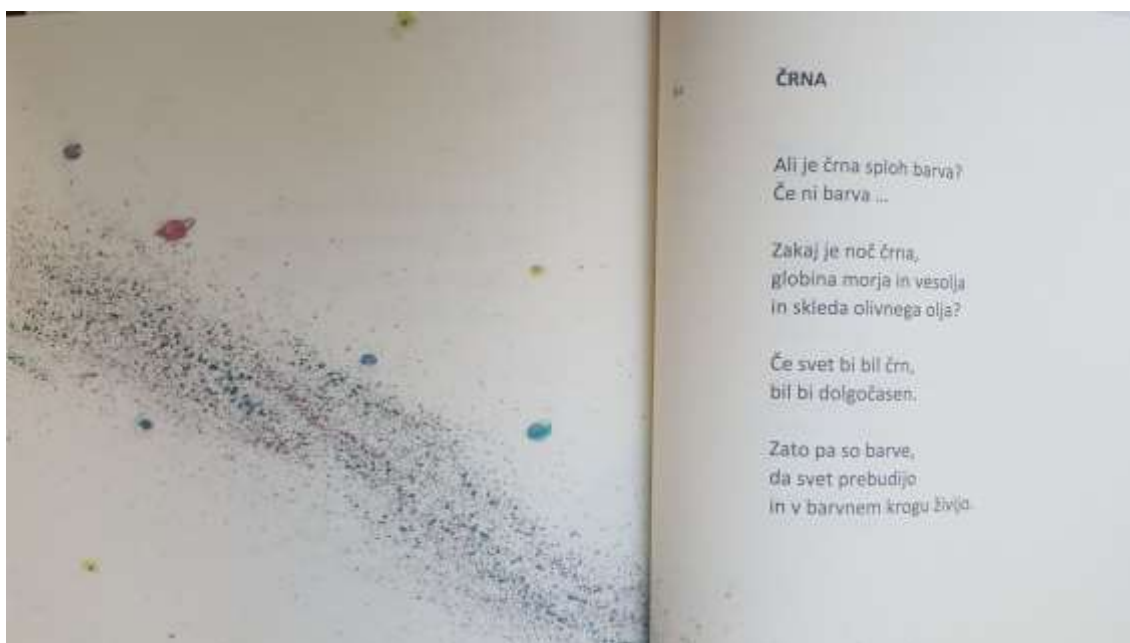 ČRNA
Ali je črna sploh barva?
Če ni barva ...
Zakaj je noč črna,
globina morja in vesolja
in skleda olivnega olja?
Če svet bi bil črn,
bil bi dolgočasen.
Zato pa so barve,
da svet prebudijo
in v barvnem krogu živijo.